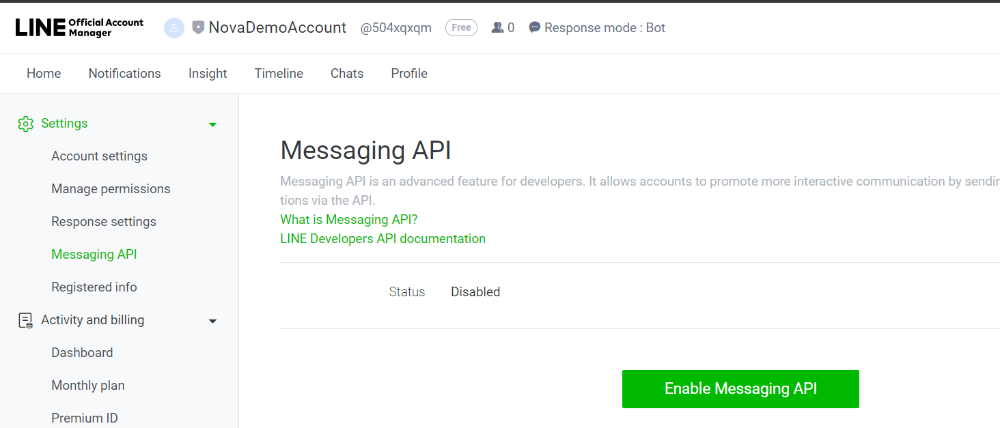 LINE Official Account Manager
NovaDemoAccount @504xqxqm Free 0 Response mode : Bot
Home Notifications Insight Timeline Chats Profile
Settings
Account settings
Manage permissions
Response settings
Messaging API
Registered info
Activity and billing
Dashboard
Monthly plan
Premium ID
Messaging API
Messaging API is an advanced feature for developers. It allows accounts to promote more interactive communication by
tions via the API.
What is Messaging API?
LINE Developers API documentation
Status Disabled
Enable Messaging API